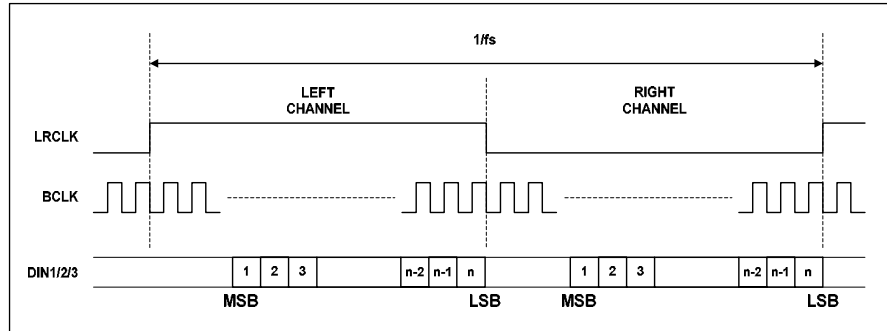 1/fs
LEFT CHANNEL
RIGHT CHANNEL
LRCLK
BCLK
DIN1/2/3
1 2 3 n-2 n-1 n 1 2 3 n-2 n-1 n
MSB LSB MSB LSB